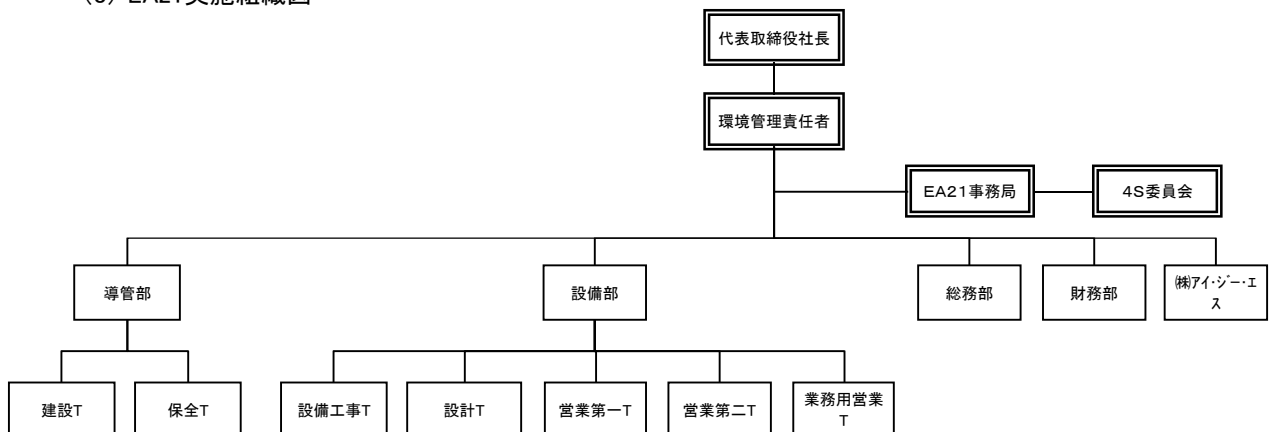 EA21実施組織図
代表取締役社長
環境管理責任者
EA21事務局
4S委員会
導管部
設備部
総務部
財務部
㈱アイ・ジー・エ
ス
建設T
保全T
設備工事T
設計T
営業第一T
営業第二T
業務用営業
T